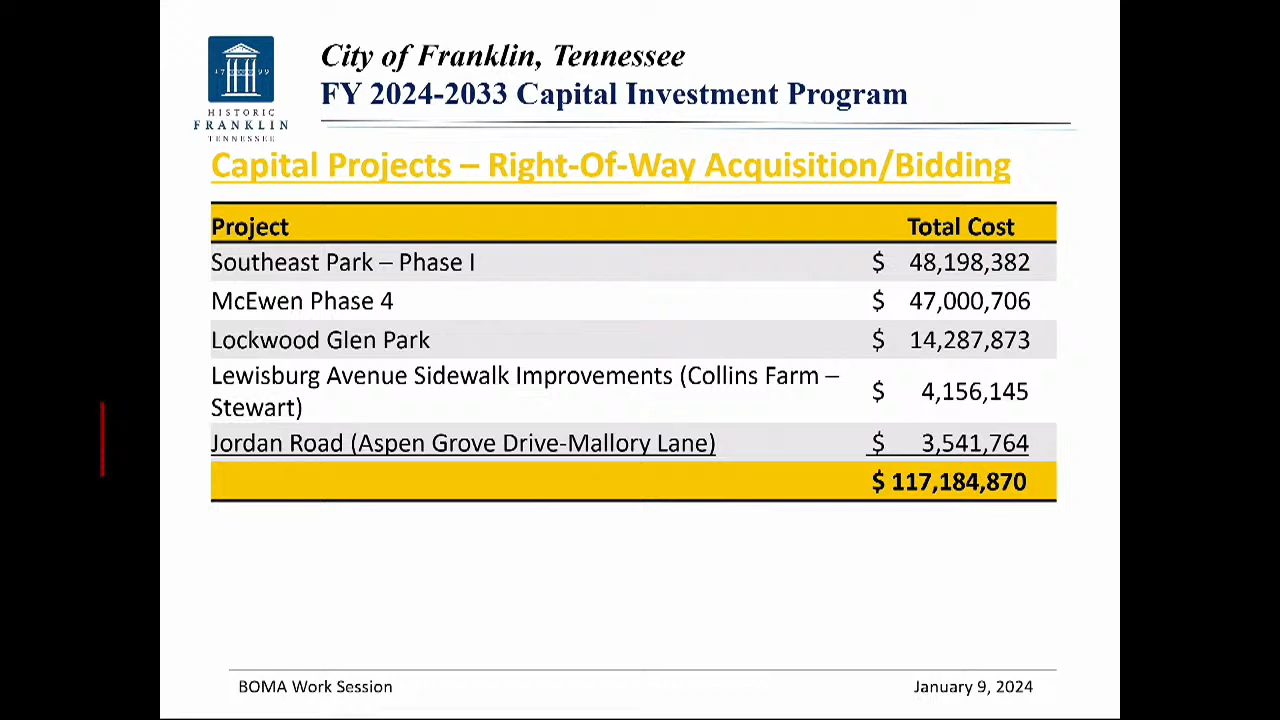 1799
HISTORIC
FRANKLIN
TENNESSEE
City of Franklin, Tennessee
FY 2024-2033 Capital Investment Program
Capital Projects – Right-Of-Way Acquisition/Bidding
Project Total Cost
Southeast Park – Phase I $ 48,198,382
McEwen Phase 4 $ 47,000,706
Lockwood Glen Park $ 14,287,873
Lewisburg Avenue Sidewalk Improvements (Collins Farm –
Stewart) $ 4,156,145
Jordan Road (Aspen Grove Drive-Mallory Lane) $ 3,541,764
$ 117,184,870
BOMA Work Session January 9, 2024